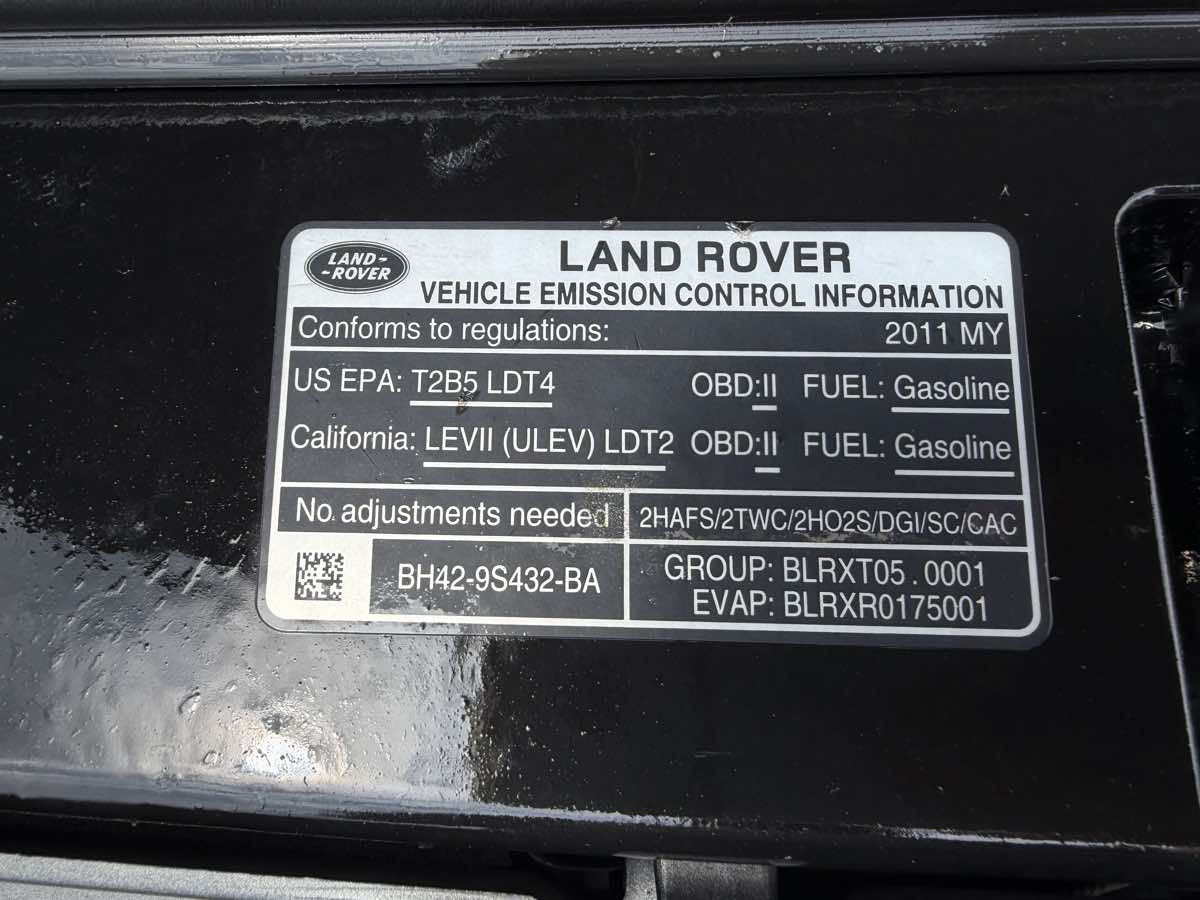 LAND-
-ROVER
LAND ROVER
VEHICLE EMISSION CONTROL INFORMATION
Conforms to regulations: 2011 MY
US EPA: T2B5 LDT4 OBD:II FUEL: Gasoline
California: LEVII (ULEV) LDT2 OBD:II FUEL: Gasoline
No adjustments needed 2HAFS/2TWC/2HO2S/DGI/SC/CAC
BH42-9S432-BA GROUP: BLRXT05.0001
EVAP: BLRXR0175001